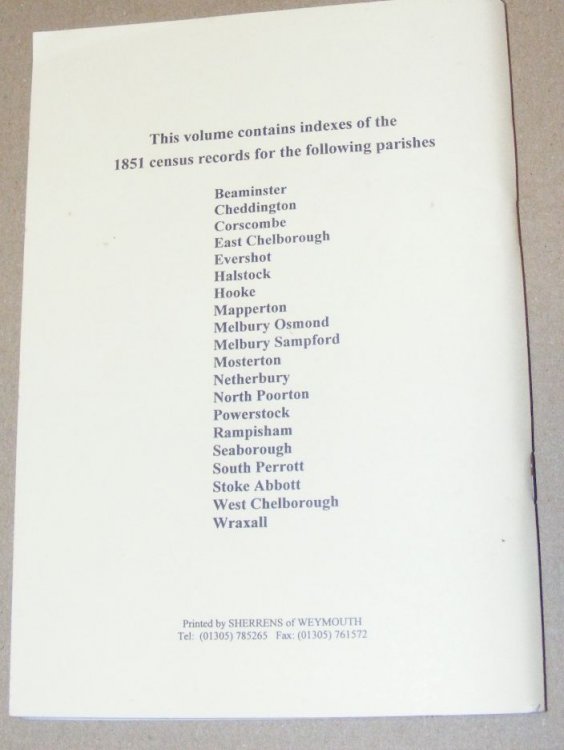 This volume contains indexes of the
1851 census records for the following parishes
Beaminster
Cheddington
Corscombe
East Chelborough
Evershot
Halstock
Hooke
Mapperton
Melbury Osmond
Melbury Sampford
Mosterton
Netherbury
North Poorton
Powerstock
Rampisham
Seaborough
South Perrott
Stoke Abbott
West Chelborough
Wraxall
Printed by SHERRENS of WEYMOUTH
Tel: (01305) 785265 Fax: (01305) 761572